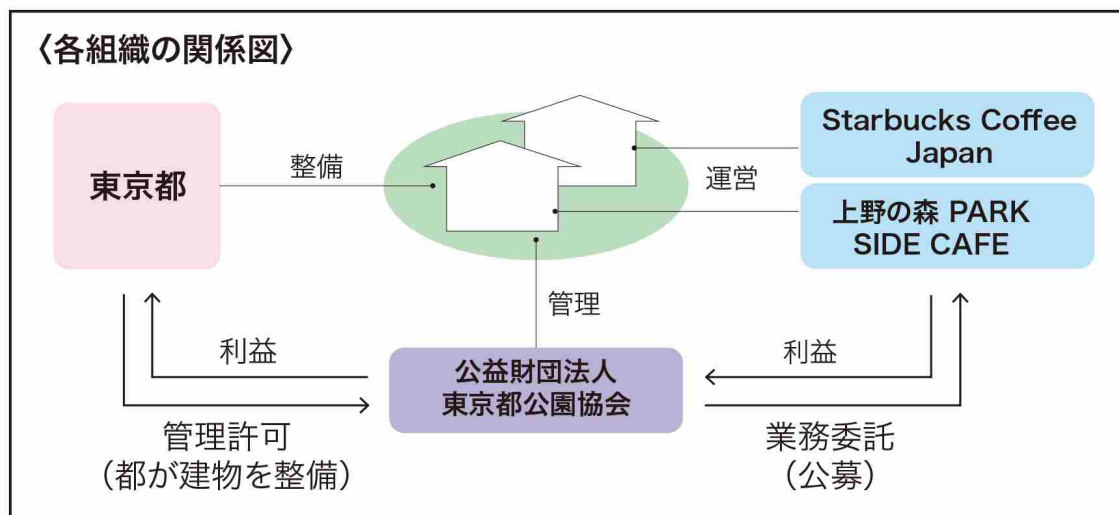 〈各組織の関係図〉
東京都
整備
運営
Starbucks Coffee
Japan
上野の森 PARK
SIDE CAFE
管理
利益
公益財団法人
東京都公園協会
利益
管理許可
（都が建物を整備）
業務委託
（公募）